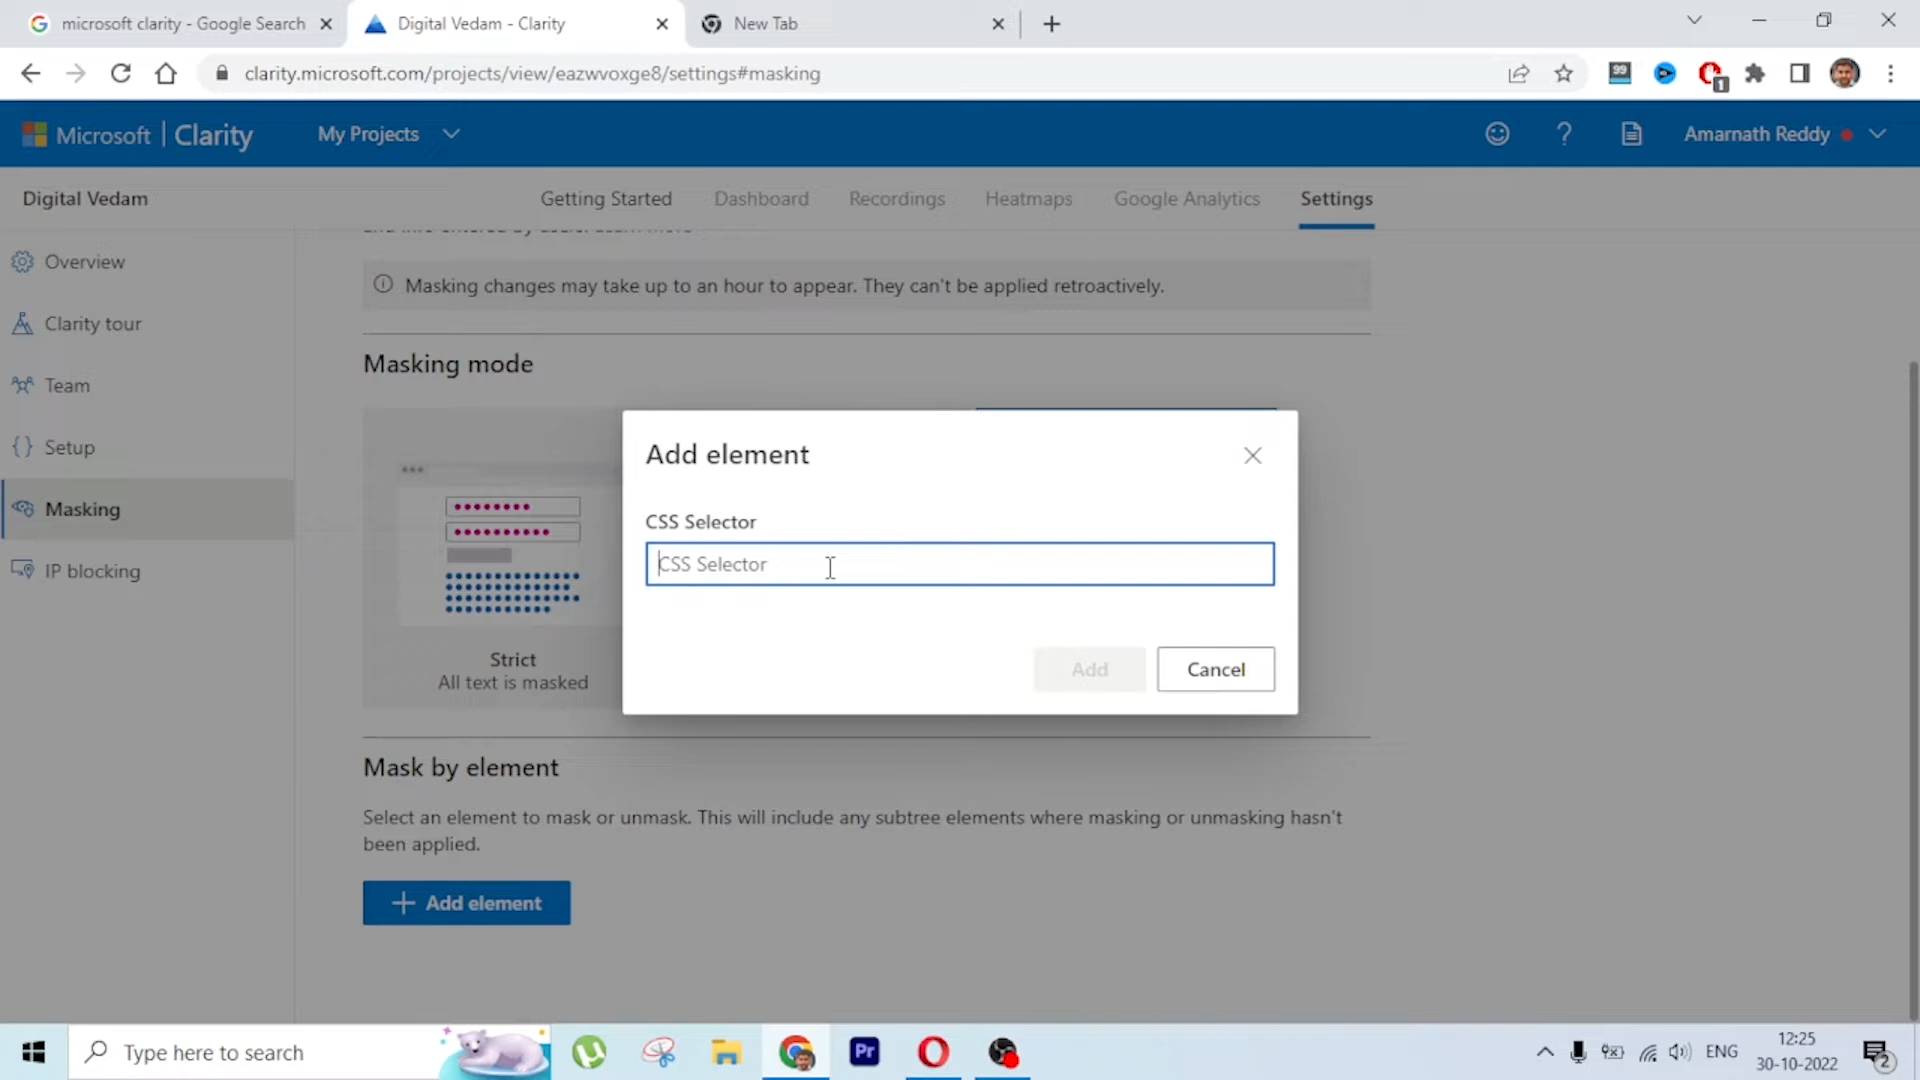 microsoft clarity - Google Search
Digital Vedam - Clarity
New Tab
clarity.microsoft.com/projects/view/eazwvoxge8/settings#masking
99
1
Microsoft | Clarity
My Projects
?
Amarnath Reddy
Digital Vedam
Getting Started
Dashboard
Recordings
Heatmaps
Google Analytics
Settings
Overview
Clarity tour
Team
Setup
Masking
IP blocking
Masking changes may take up to an hour to appear. They can't be applied retroactively.
Masking mode
Strict
All text is masked
Add element
CSS Selector
CSS Selector
Add
Cancel
Mask by element
Select an element to mask or unmask. This will include any subtree elements where masking or unmasking hasn't
been applied.
Add element
Type here to search
Pr
ENG
12:25
30-10-2022
2